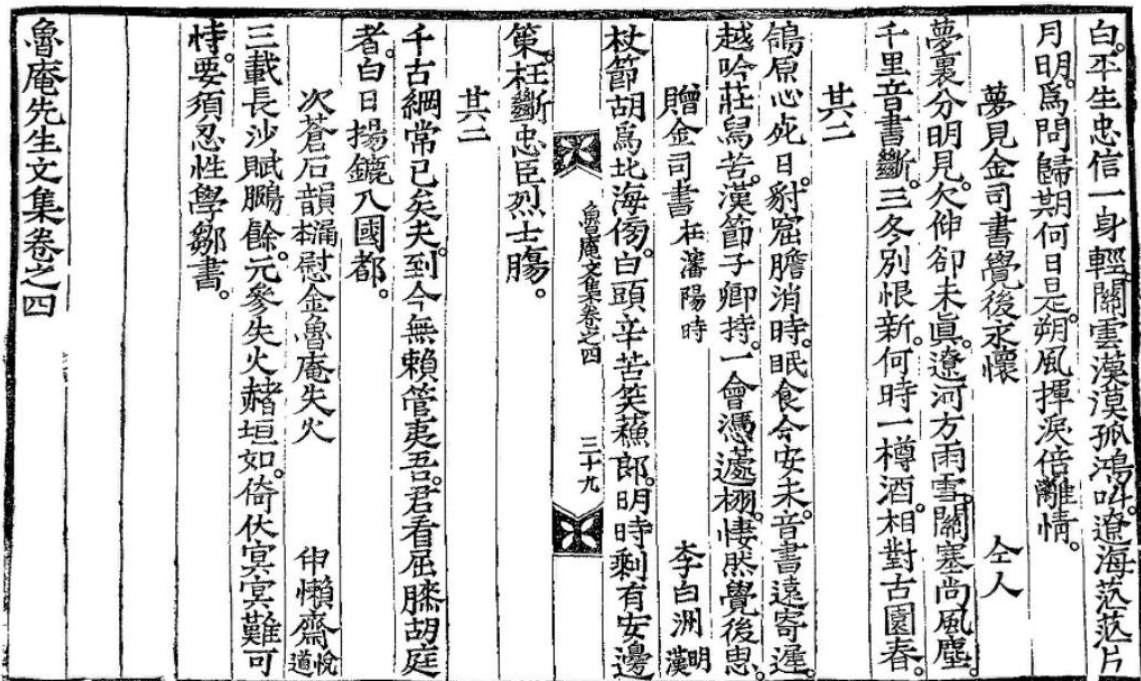 白。平生忠信一身輕。關雲漠漠孤鴻叫。遼海茫茫片
月明。爲問歸期何日是。朔風揮淚倍離情。
夢見金司書覺後永懷 仝人
夢裏分明見。欠伸卻未眞。遼河方雨雪。關塞尚風塵。
千里音書斷。三冬別恨新。何時一樽酒。相對古園春。
其二
鴒原心死日。豺窟膽消時。眠食今安未。音書遠寄遲。
越吟莊舃苦。漢節子卿持。一會憑蘧栩。悽然覺後思。
贈金司書 在瀋陽時 李白洲 明漢
杖節胡爲北海傍。白頭辛苦笑蘓郞。明時剩有安邊
魯庵文集卷之四 三十九
策。枉斷忠臣烈士膓。
其二
千古綱常已矣夫。到今無賴管夷吾。君看屈膝胡庭
者。白日揚鑣入國都。
次蒼石韻 慰金魯庵失火 申懶齋 悅道
三載長沙賦鵩餘。元參失火赭垣如。倚伏冥冥難可
恃。要須忍性學鄒書。
魯庵先生文集卷之四